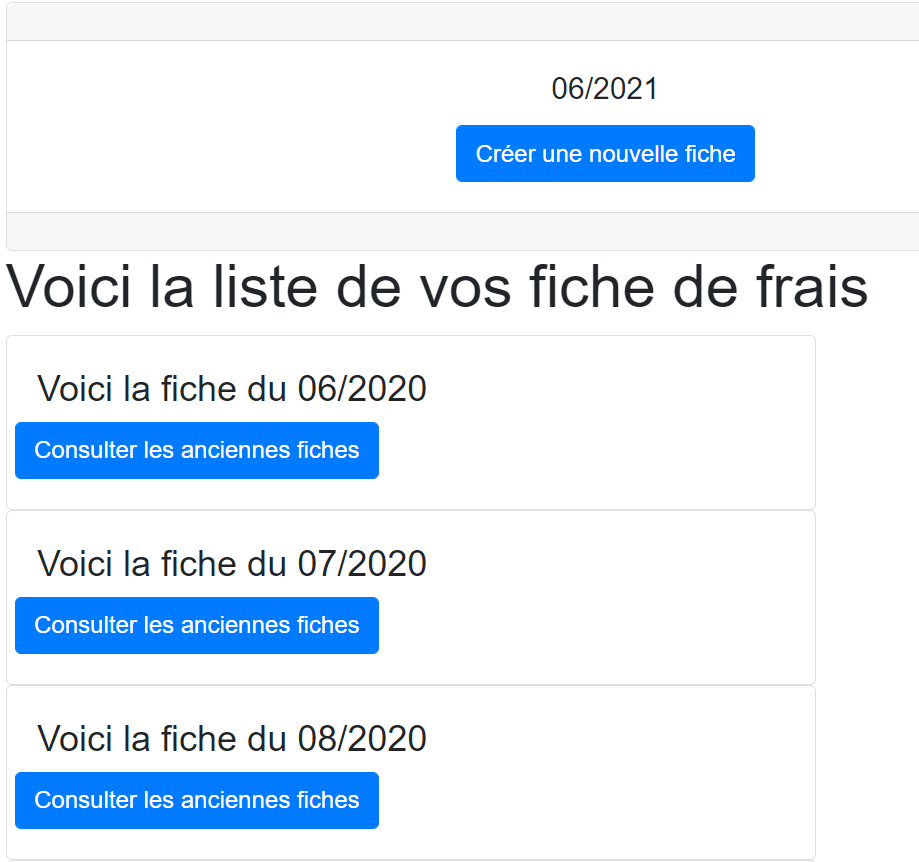 06/2021
Créer une nouvelle fiche
Voici la liste de vos fiche de frais
Voici la fiche du 06/2020
Consulter les anciennes fiches
Voici la fiche du 07/2020
Consulter les anciennes fiches
Voici la fiche du 08/2020
Consulter les anciennes fiches